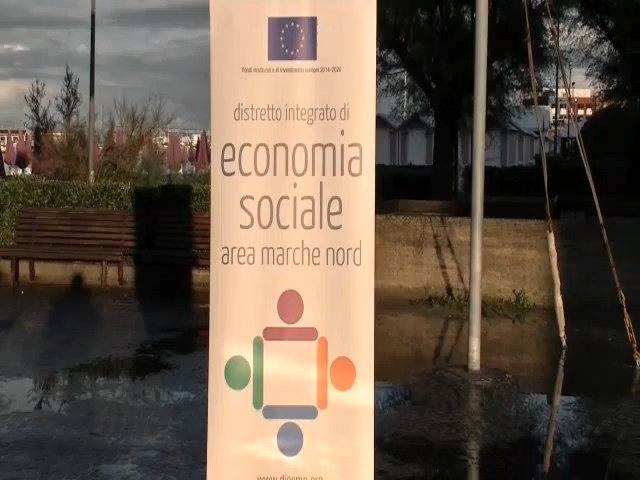 Fondi strutturali e di investimento europei 2014-2020
distretto integrato di
economia
sociale
area marche nord